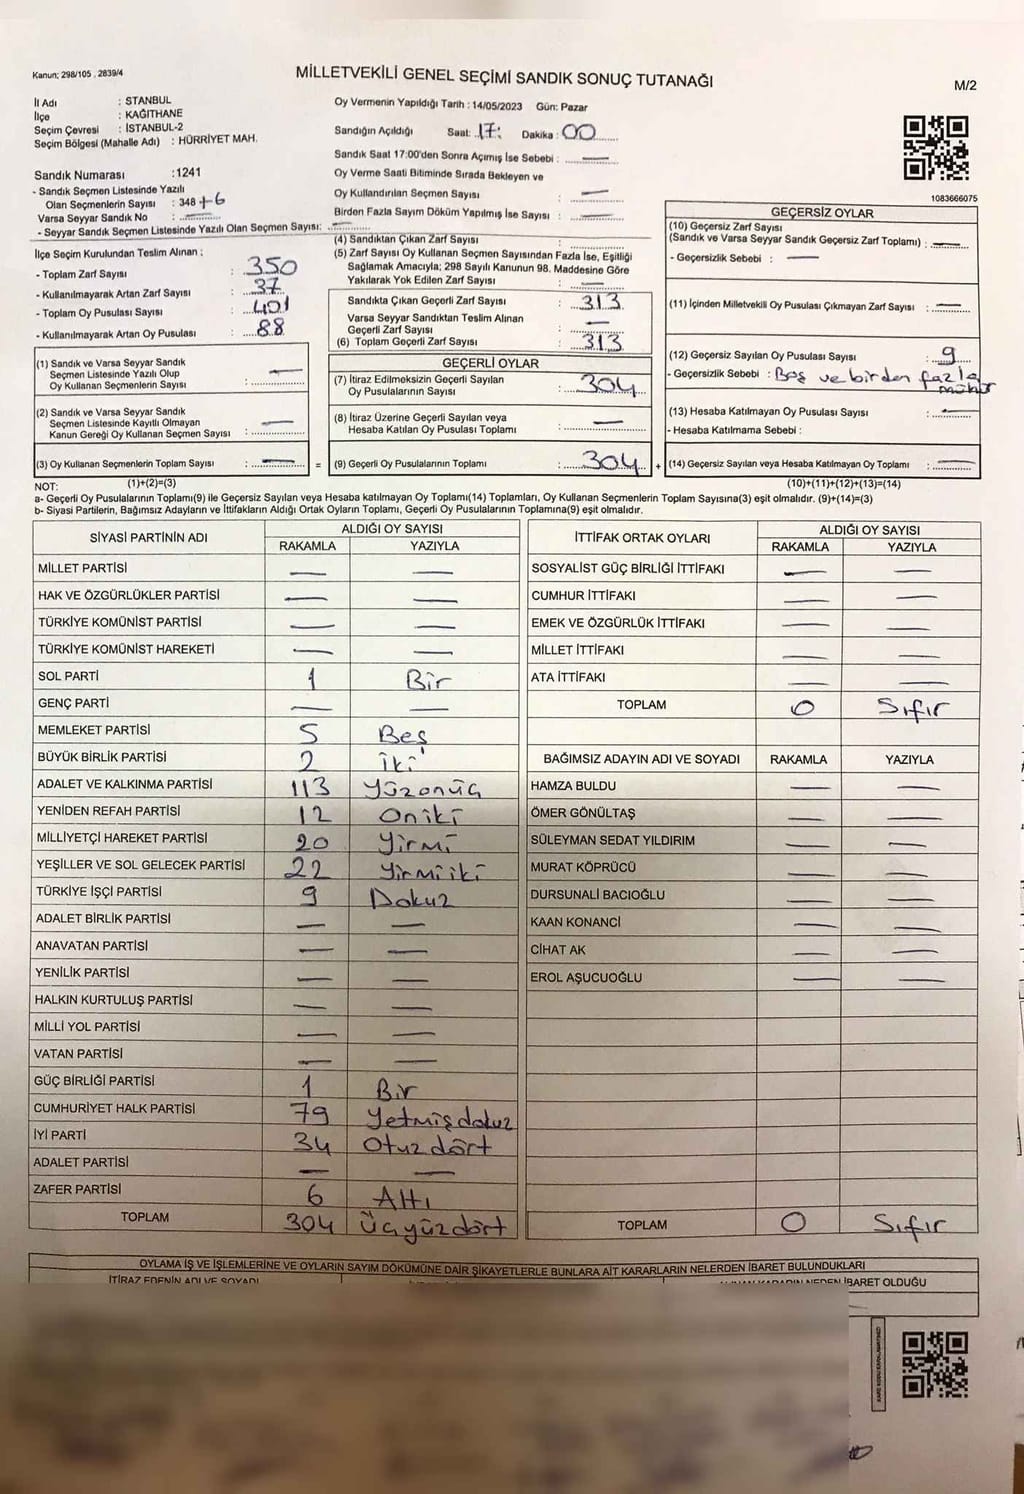 Kanun; 298/105 , 2839/4
MİLLETVEKİLİ GENEL SEÇİMİ SANDIK SONUÇ TUTANAĞI
M/2
İl Adı : STANBUL
İlçe : KAĞITHANE
Seçim Çevresi : İSTANBUL-2
Seçim Bölgesi (Mahalle Adı) : HÜRRİYET MAH.
Sandık Numarası :1241
- Sandık Seçmen Listesinde Yazılı
Olan Seçmenlerin Sayısı : 348 +6
Varsa Seyyar Sandık No :
- Seyyar Sandık Seçmen Listesinde Yazılı Olan Seçmen Sayısı:
İlçe Seçim Kurulundan Teslim Alınan ;
- Toplam Zarf Sayısı : 350
- Kullanılmayarak Artan Zarf Sayısı : 37
- Toplam Oy Pusulası Sayısı : 401
- Kullanılmayarak Artan Oy Pusulası : 88
(1) Sandık ve Varsa Seyyar Sandık
Seçmen Listesinde Yazılı Olup
Oy Kullanan Seçmenlerin Sayısı :
(2) Sandık ve Varsa Seyyar Sandık
Seçmen Listesinde Kayıtlı Olmayan
Kanun Gereği Oy Kullanan Seçmen Sayısı :
(3) Oy Kullanan Seçmenlerin Toplam Sayısı :
Oy Vermenin Yapıldığı Tarih : 14/05/2023 Gün: Pazar
Sandığın Açıldığı Saat: 17: Dakika : 00
Sandık Saat 17:00'den Sonra Açımış İse Sebebi :
Oy Verme Saati Bitiminde Sırada Bekleyen ve
Oy Kullandırılan Seçmen Sayısı :
Birden Fazla Sayım Döküm Yapılmış İse Sayısı :
(4) Sandıktan Çıkan Zarf Sayısı :
(5) Zarf Sayısı Oy Kullanan Seçmen Sayısından Fazla İse, Eşitliği
Sağlamak Amacıyla; 298 Sayılı Kanunun 98. Maddesine Göre
Yakılarak Yok Edilen Zarf Sayısı :
Sandıkta Çıkan Geçerli Zarf Sayısı : 313
Varsa Seyyar Sandıktan Teslim Alınan
Geçerli Zarf Sayısı :
(6) Toplam Geçerli Zarf Sayısı : 313
GEÇERLİ OYLAR
(7) İtiraz Edilmeksizin Geçerli Sayılan
Oy Pusulalarının Sayısı : 304
(8) İtiraz Üzerine Geçerli Sayılan veya
Hesaba Katılan Oy Pusulası Toplamı :
= (9) Geçerli Oy Pusulalarının Toplamı : 304 +
1083666075
GEÇERSİZ OYLAR
(10) Geçersiz Zarf Sayısı
(Sandık ve Varsa Seyyar Sandık Geçersiz Zarf Toplamı) :
- Geçersizlik Sebebi :
(11) İçinden Milletvekili Oy Pusulası Çıkmayan Zarf Sayısı :
(12) Geçersiz Sayılan Oy Pusulası Sayısı : 9
- Geçersizlik Sebebi : Boş ve birden fazla
mühür
(13) Hesaba Katılmayan Oy Pusulası Sayısı :
- Hesaba Katılmama Sebebi :
(14) Geçersiz Sayılan veya Hesaba Katılmayan Oy Toplamı :
NOT: (1)+(2)=(3)
(10)+(11)+(12)+(13)=(14)
a- Geçerli Oy Pusulalarının Toplamı(9) ile Geçersiz Sayılan veya Hesaba katılmayan Oy Toplamı(14) Toplamları, Oy Kullanan Seçmenlerin Toplam Sayısına(3) eşit olmalıdır. (9)+(14)=(3)
b- Siyasi Partilerin, Bağımsız Adayların ve İttifakların Aldığı Ortak Oyların Toplamı, Geçerli Oy Pusulalarının Toplamına(9) eşit olmalıdır.
SİYASİ PARTİNİN ADI ALDIĞI OY SAYISI
RAKAMLA YAZIYLA
MİLLET PARTİSİ
HAK VE ÖZGÜRLÜKLER PARTİSİ
TÜRKİYE KOMÜNİST PARTİSİ
TÜRKİYE KOMÜNİST HAREKETİ
SOL PARTİ 1 Bir
GENÇ PARTİ
MEMLEKET PARTİSİ 5 Beş
BÜYÜK BİRLİK PARTİSİ 2 İki
ADALET VE KALKINMA PARTİSİ 113 Yüzonüç
YENİDEN REFAH PARTİSİ 12 Oniki
MİLLİYETÇİ HAREKET PARTİSİ 20 Yirmi
YEŞİLLER VE SOL GELECEK PARTİSİ 22 Yirmiiki
TÜRKİYE İŞÇİ PARTİSİ 9 Dokuz
ADALET BİRLİK PARTİSİ
ANAVATAN PARTİSİ
YENİLİK PARTİSİ
HALKIN KURTULUŞ PARTİSİ
MİLLİ YOL PARTİSİ
VATAN PARTİSİ
GÜÇ BİRLİĞİ PARTİSİ 1 Bir
CUMHURİYET HALK PARTİSİ 79 Yetmişdokuz
İYİ PARTİ 34 Otuzdört
ADALET PARTİSİ
ZAFER PARTİSİ 6 Altı
TOPLAM 304 Üçyüzdört
İTTİFAK ORTAK OYLARI ALDIĞI OY SAYISI
RAKAMLA YAZIYLA
SOSYALİST GÜÇ BİRLİĞİ İTTİFAKI
CUMHUR İTTİFAKI
EMEK VE ÖZGÜRLÜK İTTİFAKI
MİLLET İTTİFAKI
ATA İTTİFAKI
TOPLAM 0 Sıfır
BAĞIMSIZ ADAYIN ADI VE SOYADI RAKAMLA YAZIYLA
HAMZA BULDU
ÖMER GÖNÜLTAŞ
SÜLEYMAN SEDAT YILDIRIM
MURAT KÖPRÜCÜ
DURSUNALİ BACIOĞLU
KAAN KONANCİ
CİHAT AK
EROL AŞUCUOĞLU
TOPLAM 0 Sıfır
OYLAMA İŞ VE İŞLEMLERİNE VE OYLARIN SAYIM DÖKÜMÜNE DAİR ŞİKAYETLERLE BUNLARA AİT KARARLARIN NELERDEN İBARET BULUNDUKLARI
İTİRAZ EDENİN ADI VE SOYADI
KARARIN NEDEN İBARET OLDUĞU